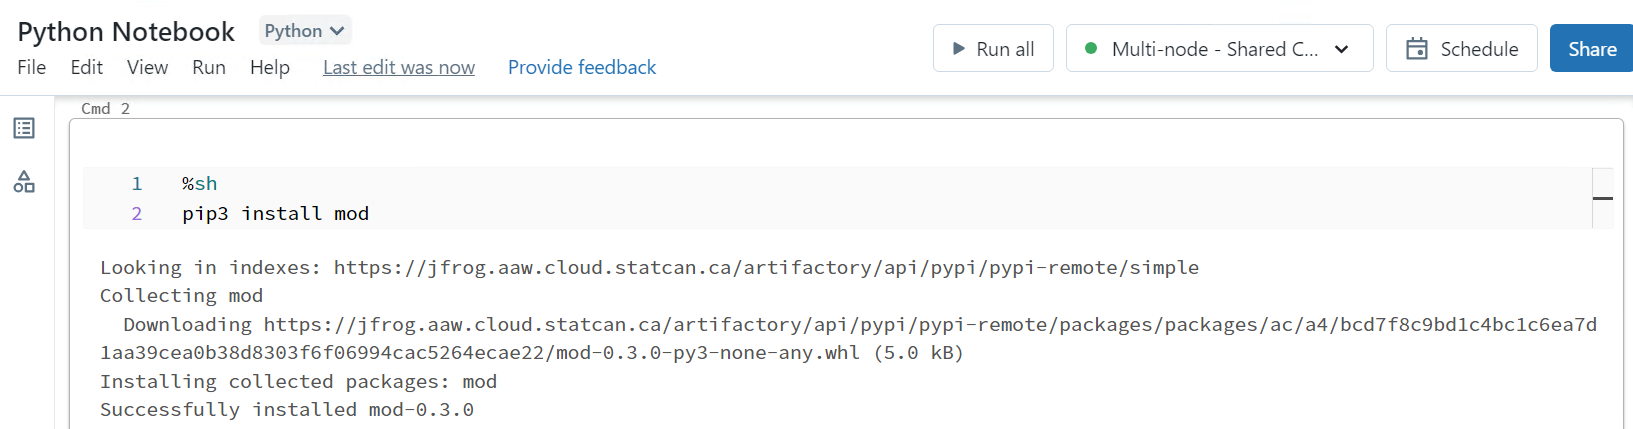 Python Notebook Python
File Edit View Run Help Last edit was now Provide feedback
Run all Multi-node - Shared C... Schedule Share
Cmd 2
1 %sh
2 pip3 install mod
Looking in indexes: https://jfrog.aaw.cloud.statcan.ca/artifactory/api/pypi/pypi-remote/simple
Collecting mod
Downloading https://jfrog.aaw.cloud.statcan.ca/artifactory/api/pypi/pypi-remote/packages/packages/ac/a4/bcd7f8c9bd1c4bc1c6ea7d
1aa39cea0b38d8303f6f06994cac5264ecae22/mod-0.3.0-py3-none-any.whl (5.0 kB)
Installing collected packages: mod
Successfully installed mod-0.3.0